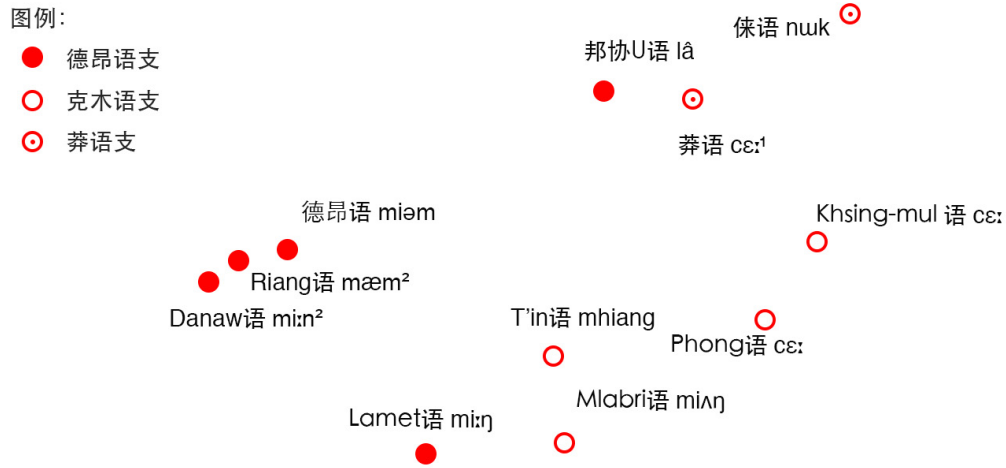 图例：
德昂语支
克木语支
莽语支
俫语 nɯk
邦协U语 lâ
莽语 cɛː¹
德昂语 miəm
Khsing-mul 语 cɛː
Riang语 mæm²
Danaw语 miːn²
T'in语 mhiang
Phong语 cɛː
Mlabri语 miʌŋ
Lamet语 miːŋ